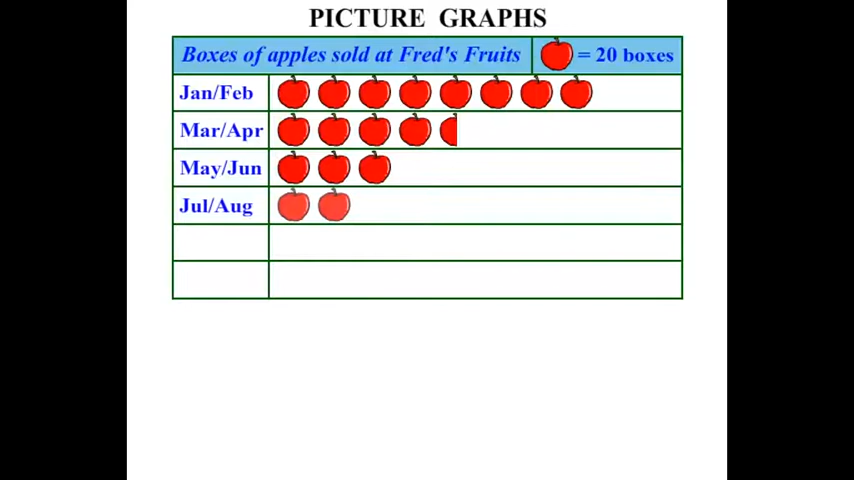 PICTURE GRAPHS
Boxes of apples sold at Fred's Fruits = 20 boxes
Jan/Feb
Mar/Apr
May/Jun
Jul/Aug